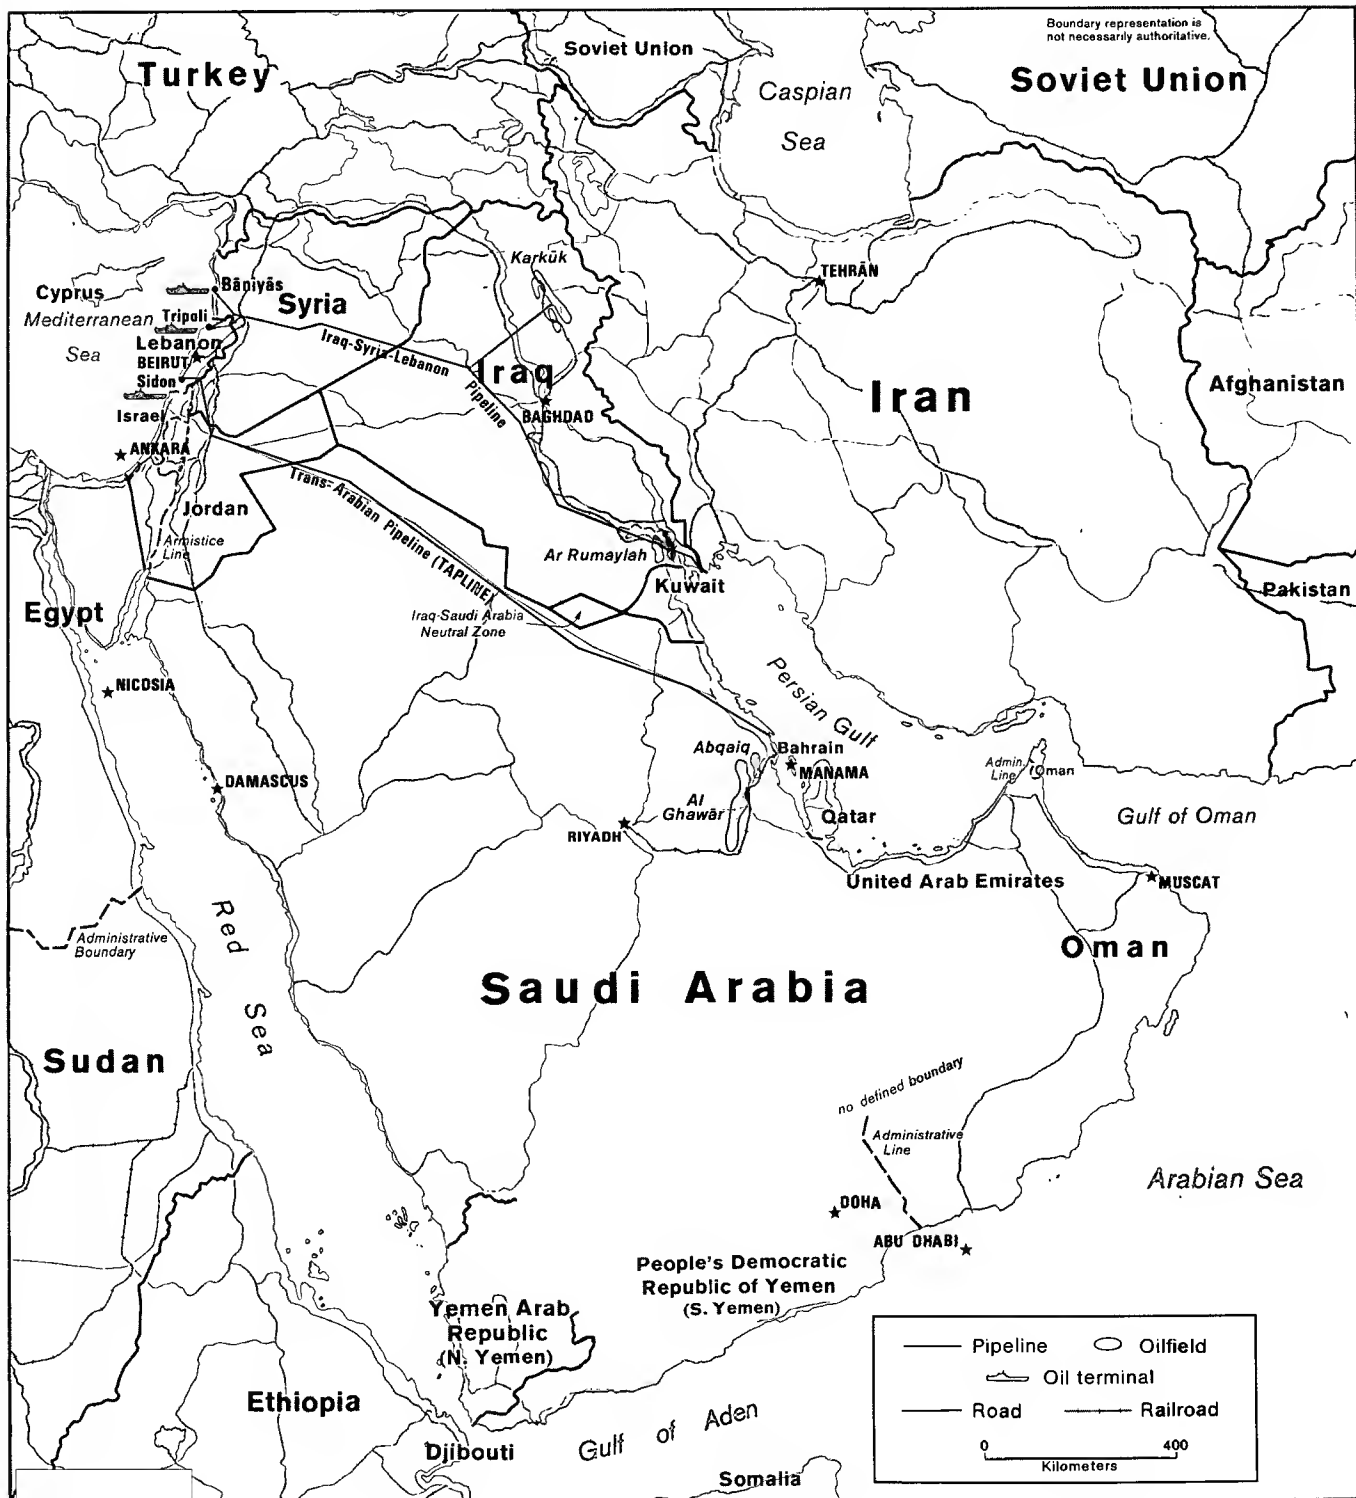 Boundary representation is
not necessarily authoritative.
Soviet Union
Turkey
Soviet Union
Caspian
Sea
Karkūk
TEHRĀN
Bāniyās
Cyprus
Syria
Mediterranean
Sea
Tripoli
Lebanon
BEIRUT
Sidon
Iraq-Syria-Lebanon
Pipeline
Iraq
Iran
Afghanistan
Israel
BAGHDAD
ANKARA
Trans-Arabian Pipeline (TAPLINE)
Jordan
Armistice
Line
Ar Rumaylah
Kuwait
Pakistan
Egypt
Iraq-Saudi Arabia
Neutral Zone
NICOSIA
Persian Gulf
Abqaiq
Bahrain
MANAMA
Admin.
Line
Oman
DAMASCUS
Al
Ghawār
Qatar
Gulf of Oman
RIYADH
United Arab Emirates
MUSCAT
Red Sea
Administrative
Boundary
Oman
Saudi Arabia
Sudan
no defined boundary
Administrative
Line
Arabian Sea
DOHA
ABU DHABI
People's Democratic
Republic of Yemen
(S. Yemen)
Yemen Arab
Republic
(N. Yemen)
Ethiopia
Djibouti
Gulf of Aden
Somalia
Pipeline
Oilfield
Oil terminal
Road
Railroad
0 400
Kilometers